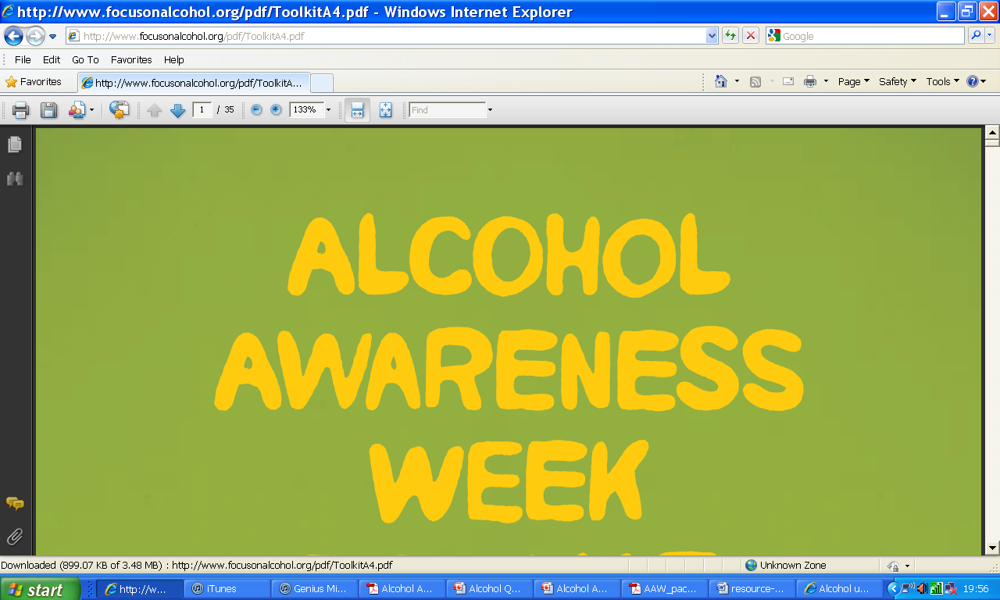 http://www.focusonalcohol.org/pdf/ToolkitA4.pdf - Windows Internet Explorer
http://www.focusonalcohol.org/pdf/ToolkitA4.pdf
Google
File Edit Go To Favorites Help
Favorites
http://www.focusonalcohol.org/pdf/ToolkitA...
Page Safety Tools
1 / 35 133% Find
ALCOHOL
AWARENESS
WEEK
Downloaded (899.07 KB of 3.48 MB) : http://www.focusonalcohol.org/pdf/ToolkitA4.pdf
Unknown Zone
start http://w... iTunes Genius Mi... Alcohol A... Alcohol Q... Alcohol A... AAW_pac... resource-... Alcohol u... 19:56